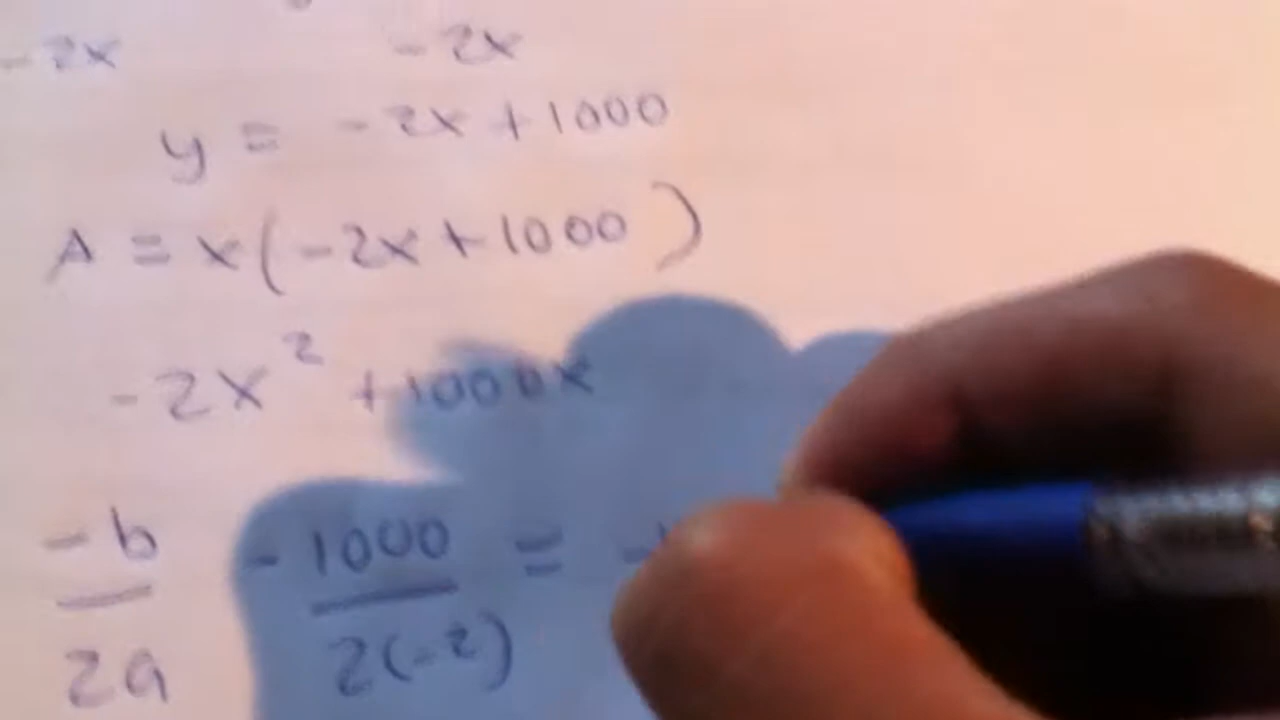 -2x -2x
y = -2x + 1000
A = x(-2x + 1000)
-2x² + 1000x
-b/2a -1000/2(-2) = -